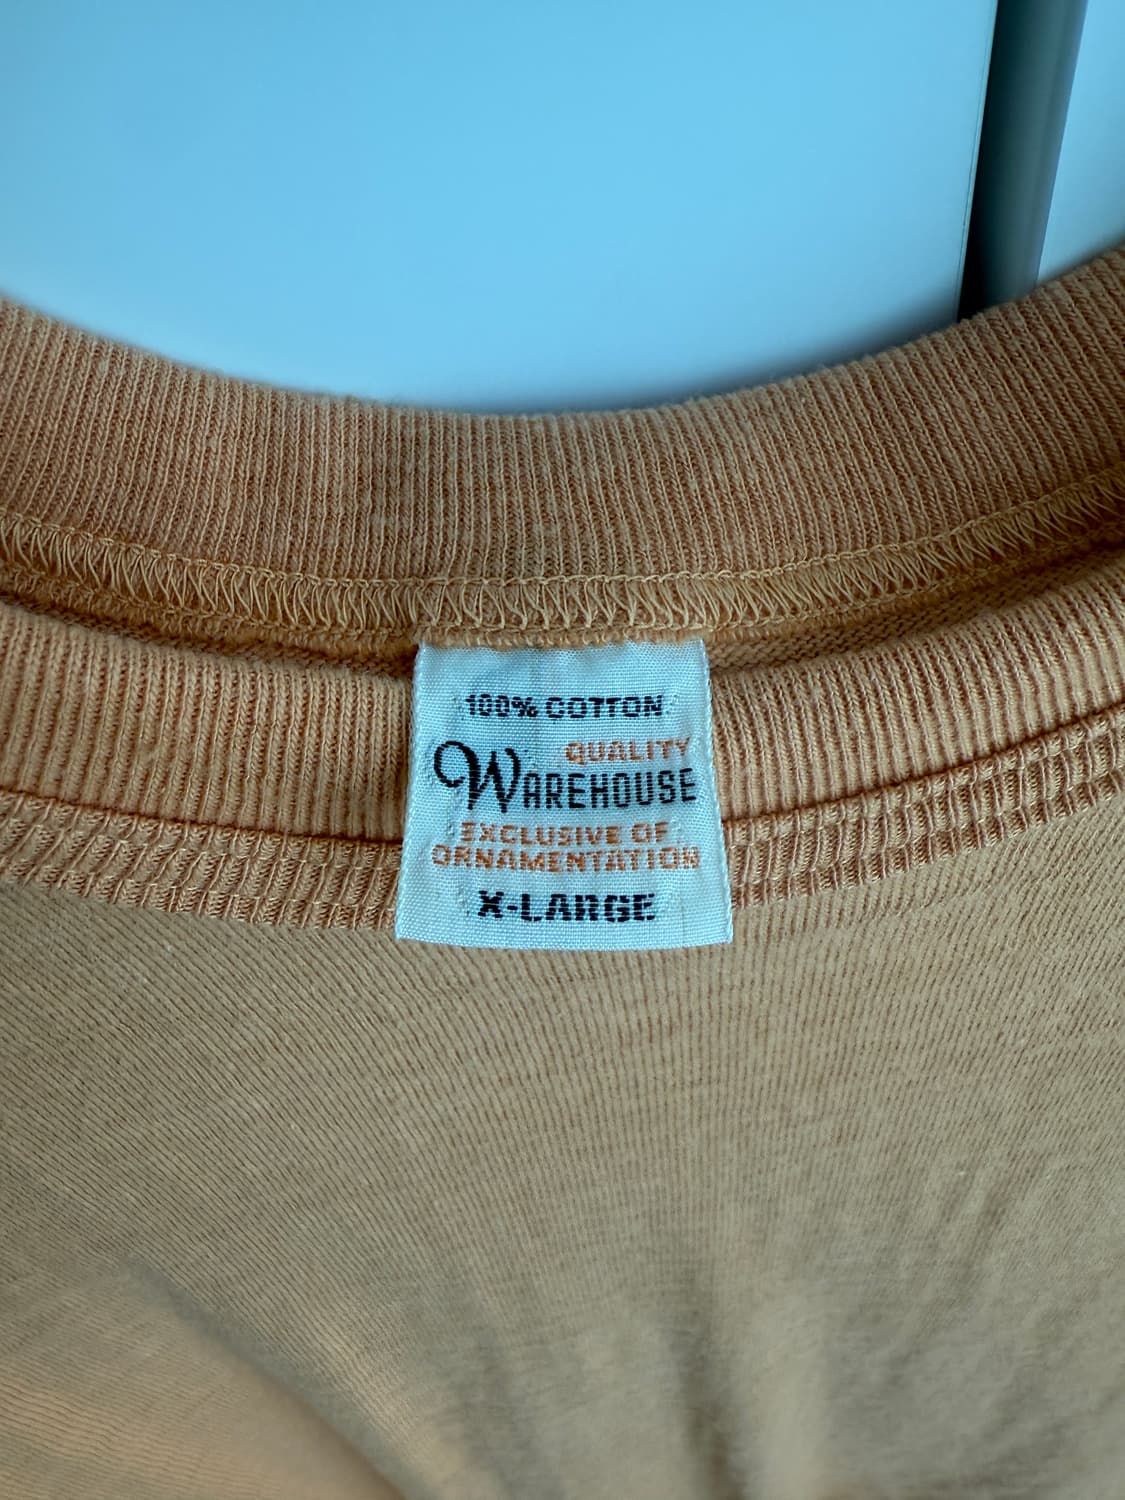 100% COTTON
QUALITY
WAREHOUSE
EXCLUSIVE OF
ORNAMENTATION
X-LARGE